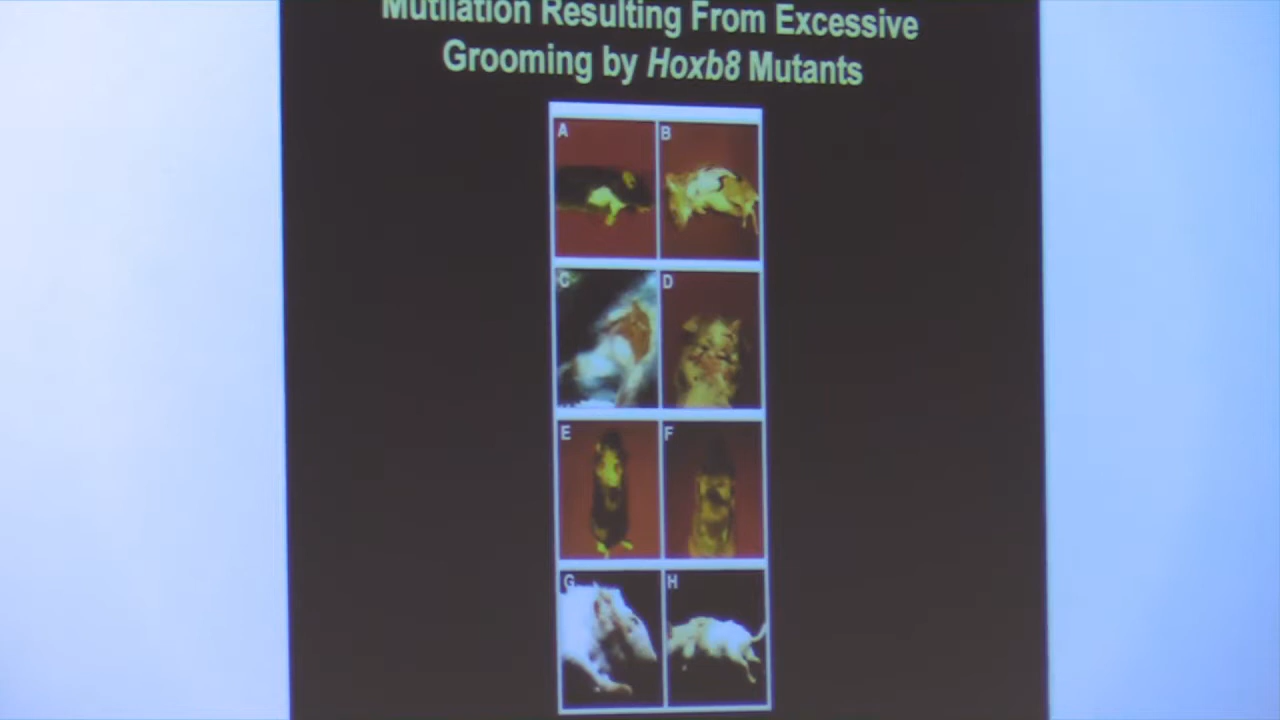 Mutilation Resulting From Excessive
Grooming by Hoxb8 Mutants
A
B
C
D
E
F
G
H